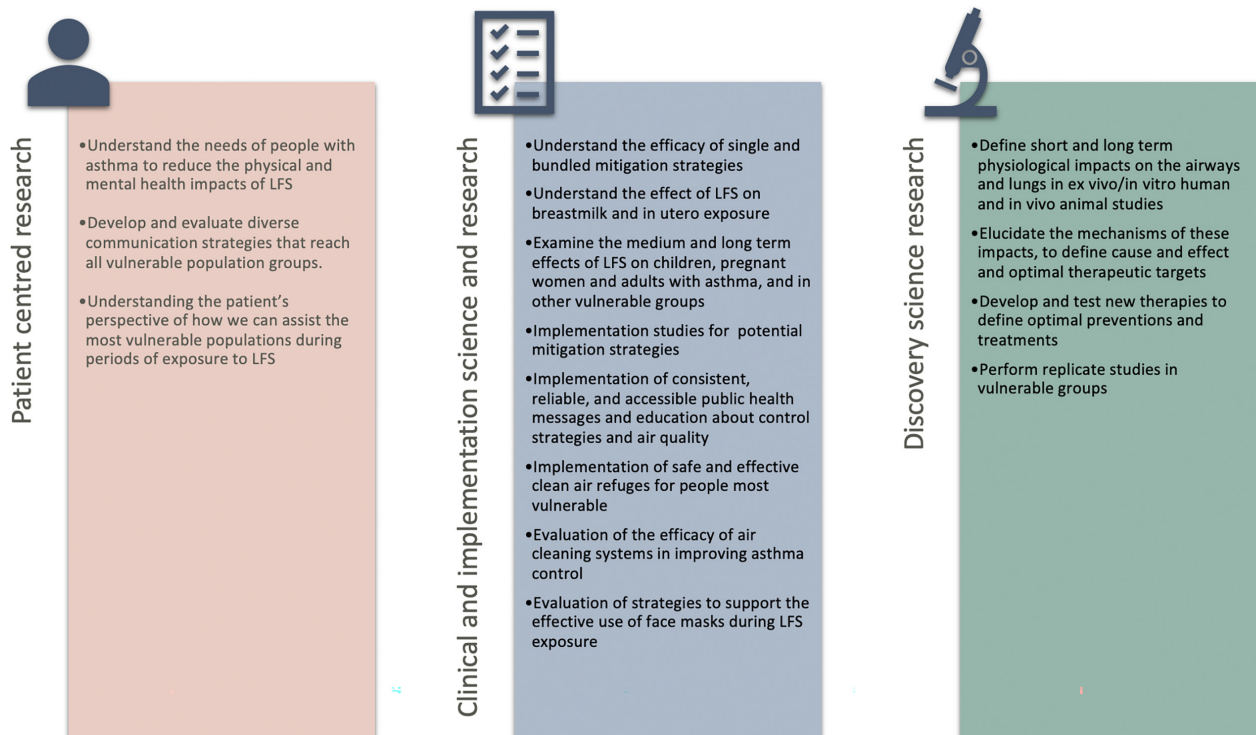 Patient centred research
•Understand the needs of people with
asthma to reduce the physical and
mental health impacts of LFS
•Develop and evaluate diverse
communication strategies that reach
all vulnerable population groups.
•Understanding the patient's
perspective of how we can assist the
most vulnerable populations during
periods of exposure to LFS
Clinical and implementation science and research
•Understand the efficacy of single and
bundled mitigation strategies
•Understand the effect of LFS on
breastmilk and in utero exposure
•Examine the medium and long term
effects of LFS on children, pregnant
women and adults with asthma, and in
other vulnerable groups
•Implementation studies for  potential
mitigation strategies
•Implementation of consistent,
reliable, and accessible public health
messages and education about control
strategies and air quality
•Implementation of safe and effective
clean air refuges for people most
vulnerable
•Evaluation of the efficacy of air
cleaning systems in improving asthma
control
•Evaluation of strategies to support the
effective use of face masks during LFS
exposure
Discovery science research
•Define short and long term
physiological impacts on the airways
and lungs in ex vivo/in vitro human
and in vivo animal studies
•Elucidate the mechanisms of these
impacts, to define cause and effect
and optimal therapeutic targets
•Develop and test new therapies to
define optimal preventions and
treatments
•Perform replicate studies in
vulnerable groups